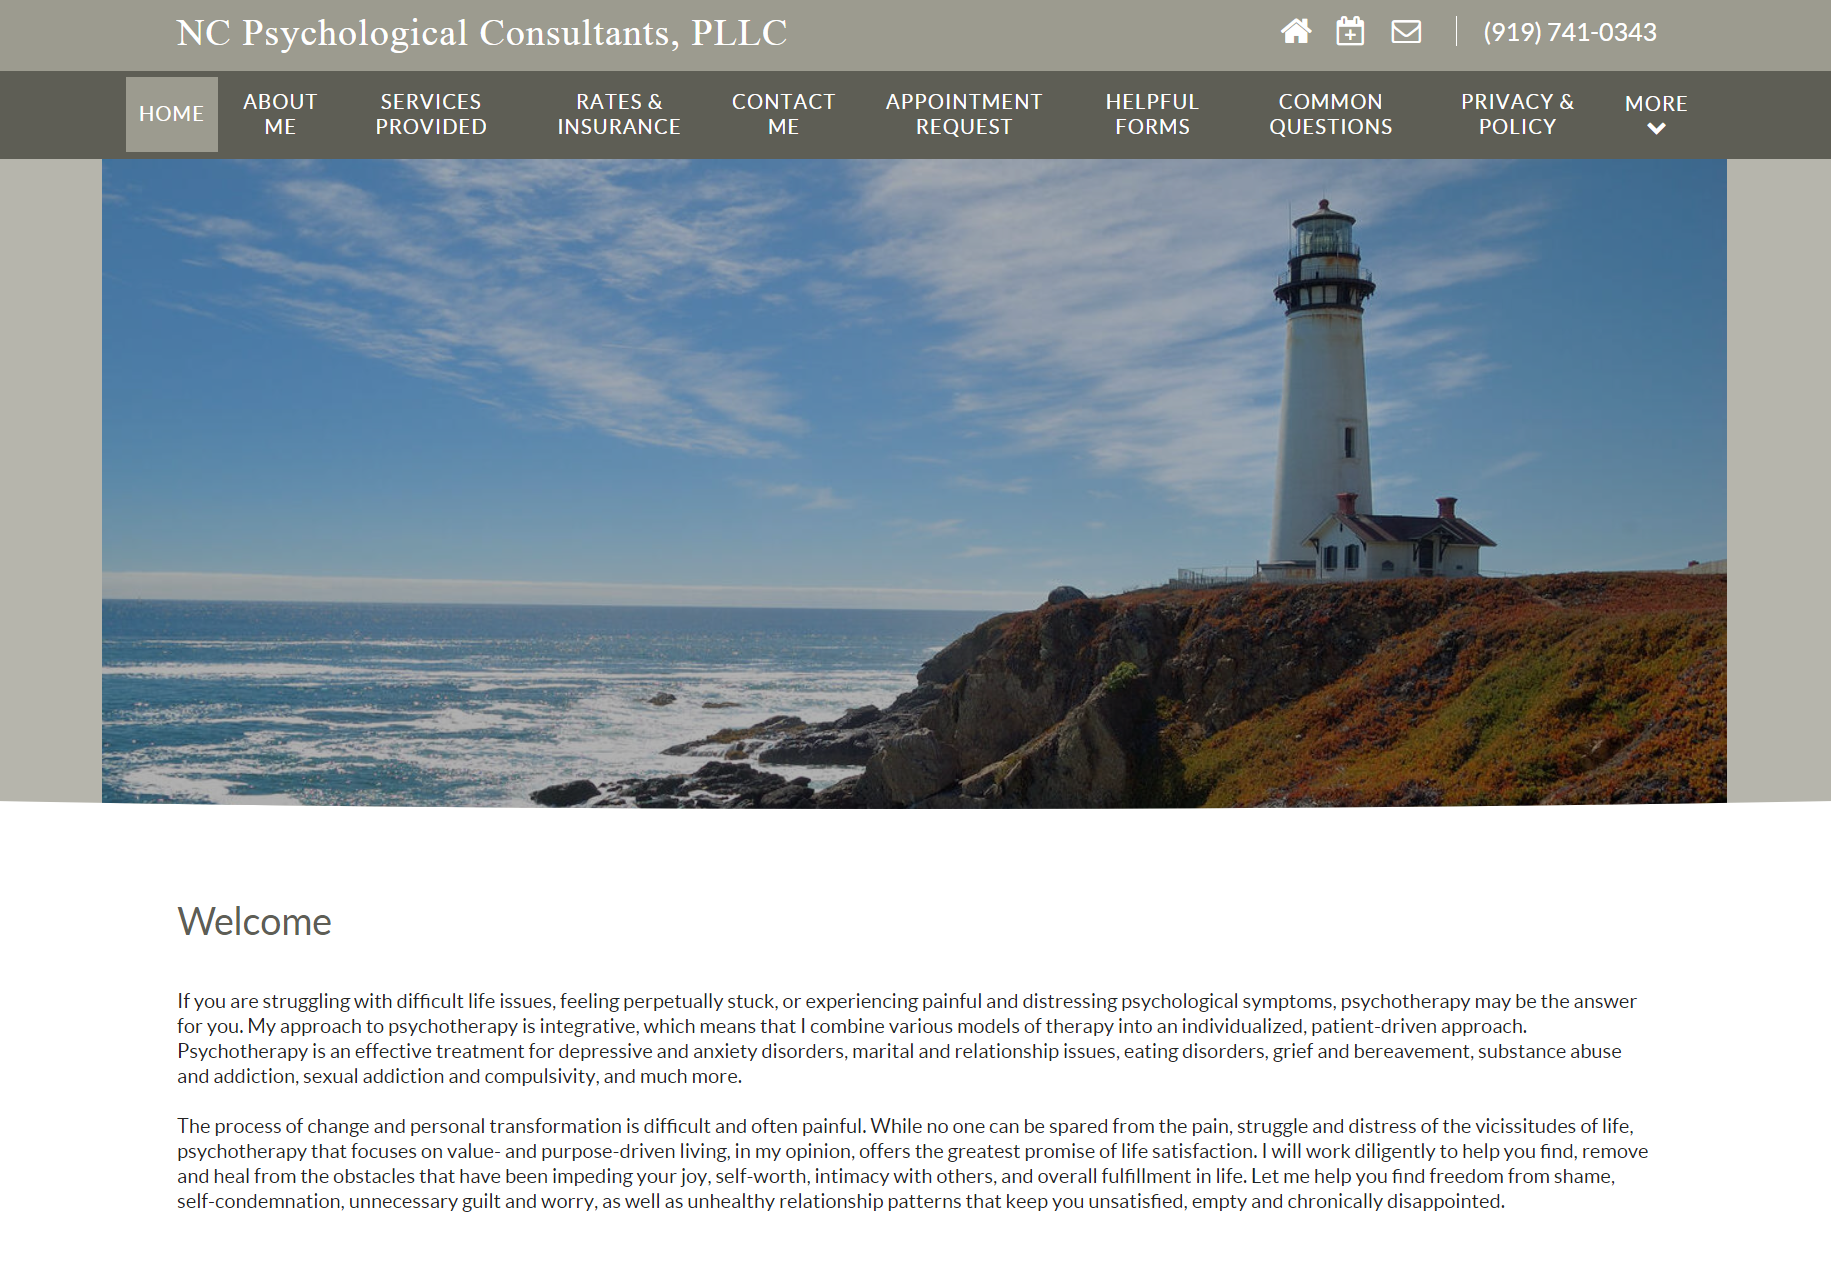 NC Psychological Consultants, PLLC
(919) 741-0343
HOME
ABOUT
ME
SERVICES
PROVIDED
RATES &
INSURANCE
CONTACT
ME
APPOINTMENT
REQUEST
HELPFUL
FORMS
COMMON
QUESTIONS
PRIVACY &
POLICY
MORE
Welcome
If you are struggling with difficult life issues, feeling perpetually stuck, or experiencing painful and distressing psychological symptoms, psychotherapy may be the answer
for you. My approach to psychotherapy is integrative, which means that I combine various models of therapy into an individualized, patient-driven approach.
Psychotherapy is an effective treatment for depressive and anxiety disorders, marital and relationship issues, eating disorders, grief and bereavement, substance abuse
and addiction, sexual addiction and compulsivity, and much more.
The process of change and personal transformation is difficult and often painful. While no one can be spared from the pain, struggle and distress of the vicissitudes of life,
psychotherapy that focuses on value- and purpose-driven living, in my opinion, offers the greatest promise of life satisfaction. I will work diligently to help you find, remove
and heal from the obstacles that have been impeding your joy, self-worth, intimacy with others, and overall fulfillment in life. Let me help you find freedom from shame,
self-condemnation, unnecessary guilt and worry, as well as unhealthy relationship patterns that keep you unsatisfied, empty and chronically disappointed.